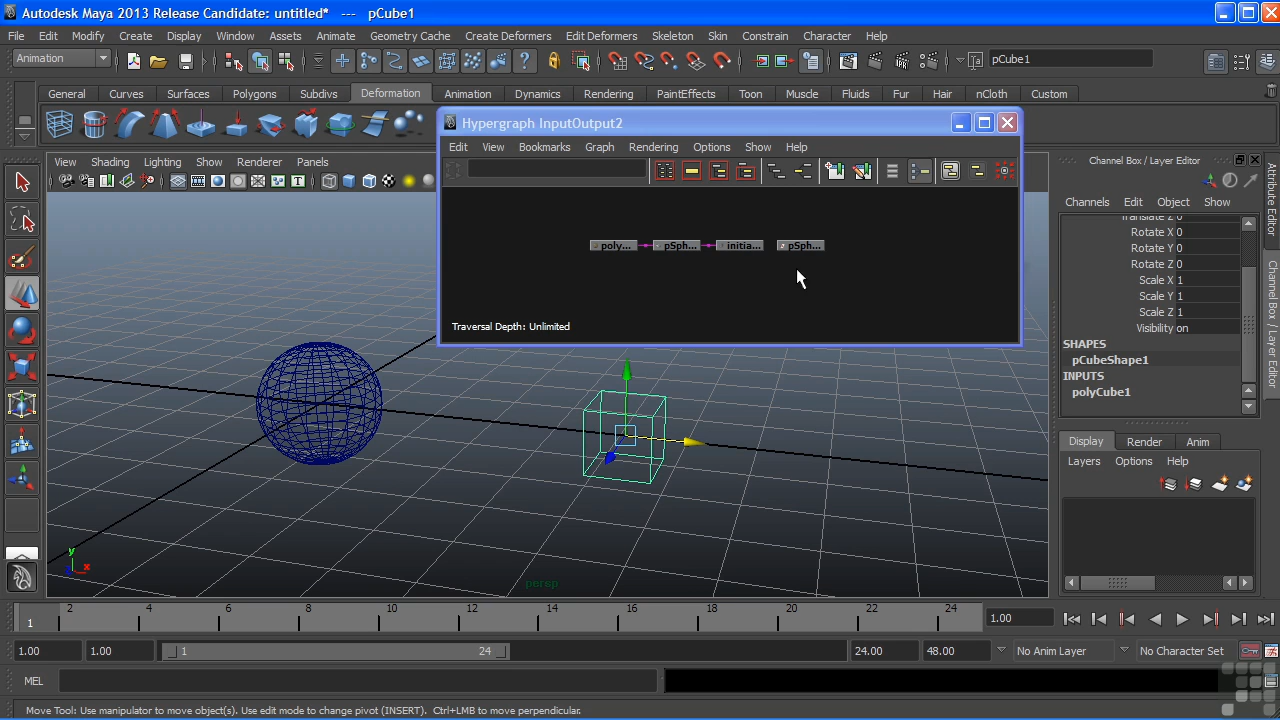 Autodesk Maya 2013 Release Candidate: untitled* --- pCube1
File Edit Modify Create Display Window Assets Animate Geometry Cache Create Deformers Edit Deformers Skeleton Skin Constrain Character Help
Animation pCube1
General Curves Surfaces Polygons Subdivs Deformation Animation Dynamics Rendering PaintEffects Toon Muscle Fluids Fur Hair nCloth Custom
Hypergraph InputOutput2
Edit View Bookmarks Graph Rendering Options Show Help
poly... pSph... initia... pSph...
Traversal Depth: Unlimited
View Shading Lighting Show Renderer Panels
Channel Box / Layer Editor
Channels Edit Object Show
Translate Z 0
Rotate X 0
Rotate Y 0
Rotate Z 0
Scale X 1
Scale Y 1
Scale Z 1
Visibility on
SHAPES
pCubeShape1
INPUTS
polyCube1
Attribute Editor
Channel Box / Layer Editor
Display Render Anim
Layers Options Help
y
x
persp
1 2 4 6 8 10 12 14 16 18 20 22 24 1.00
1.00 1.00 1 24 24.00 48.00 No Anim Layer No Character Set
MEL
Move Tool: Use manipulator to move object(s). Use edit mode to change pivot (INSERT). Ctrl+LMB to move perpendicular.